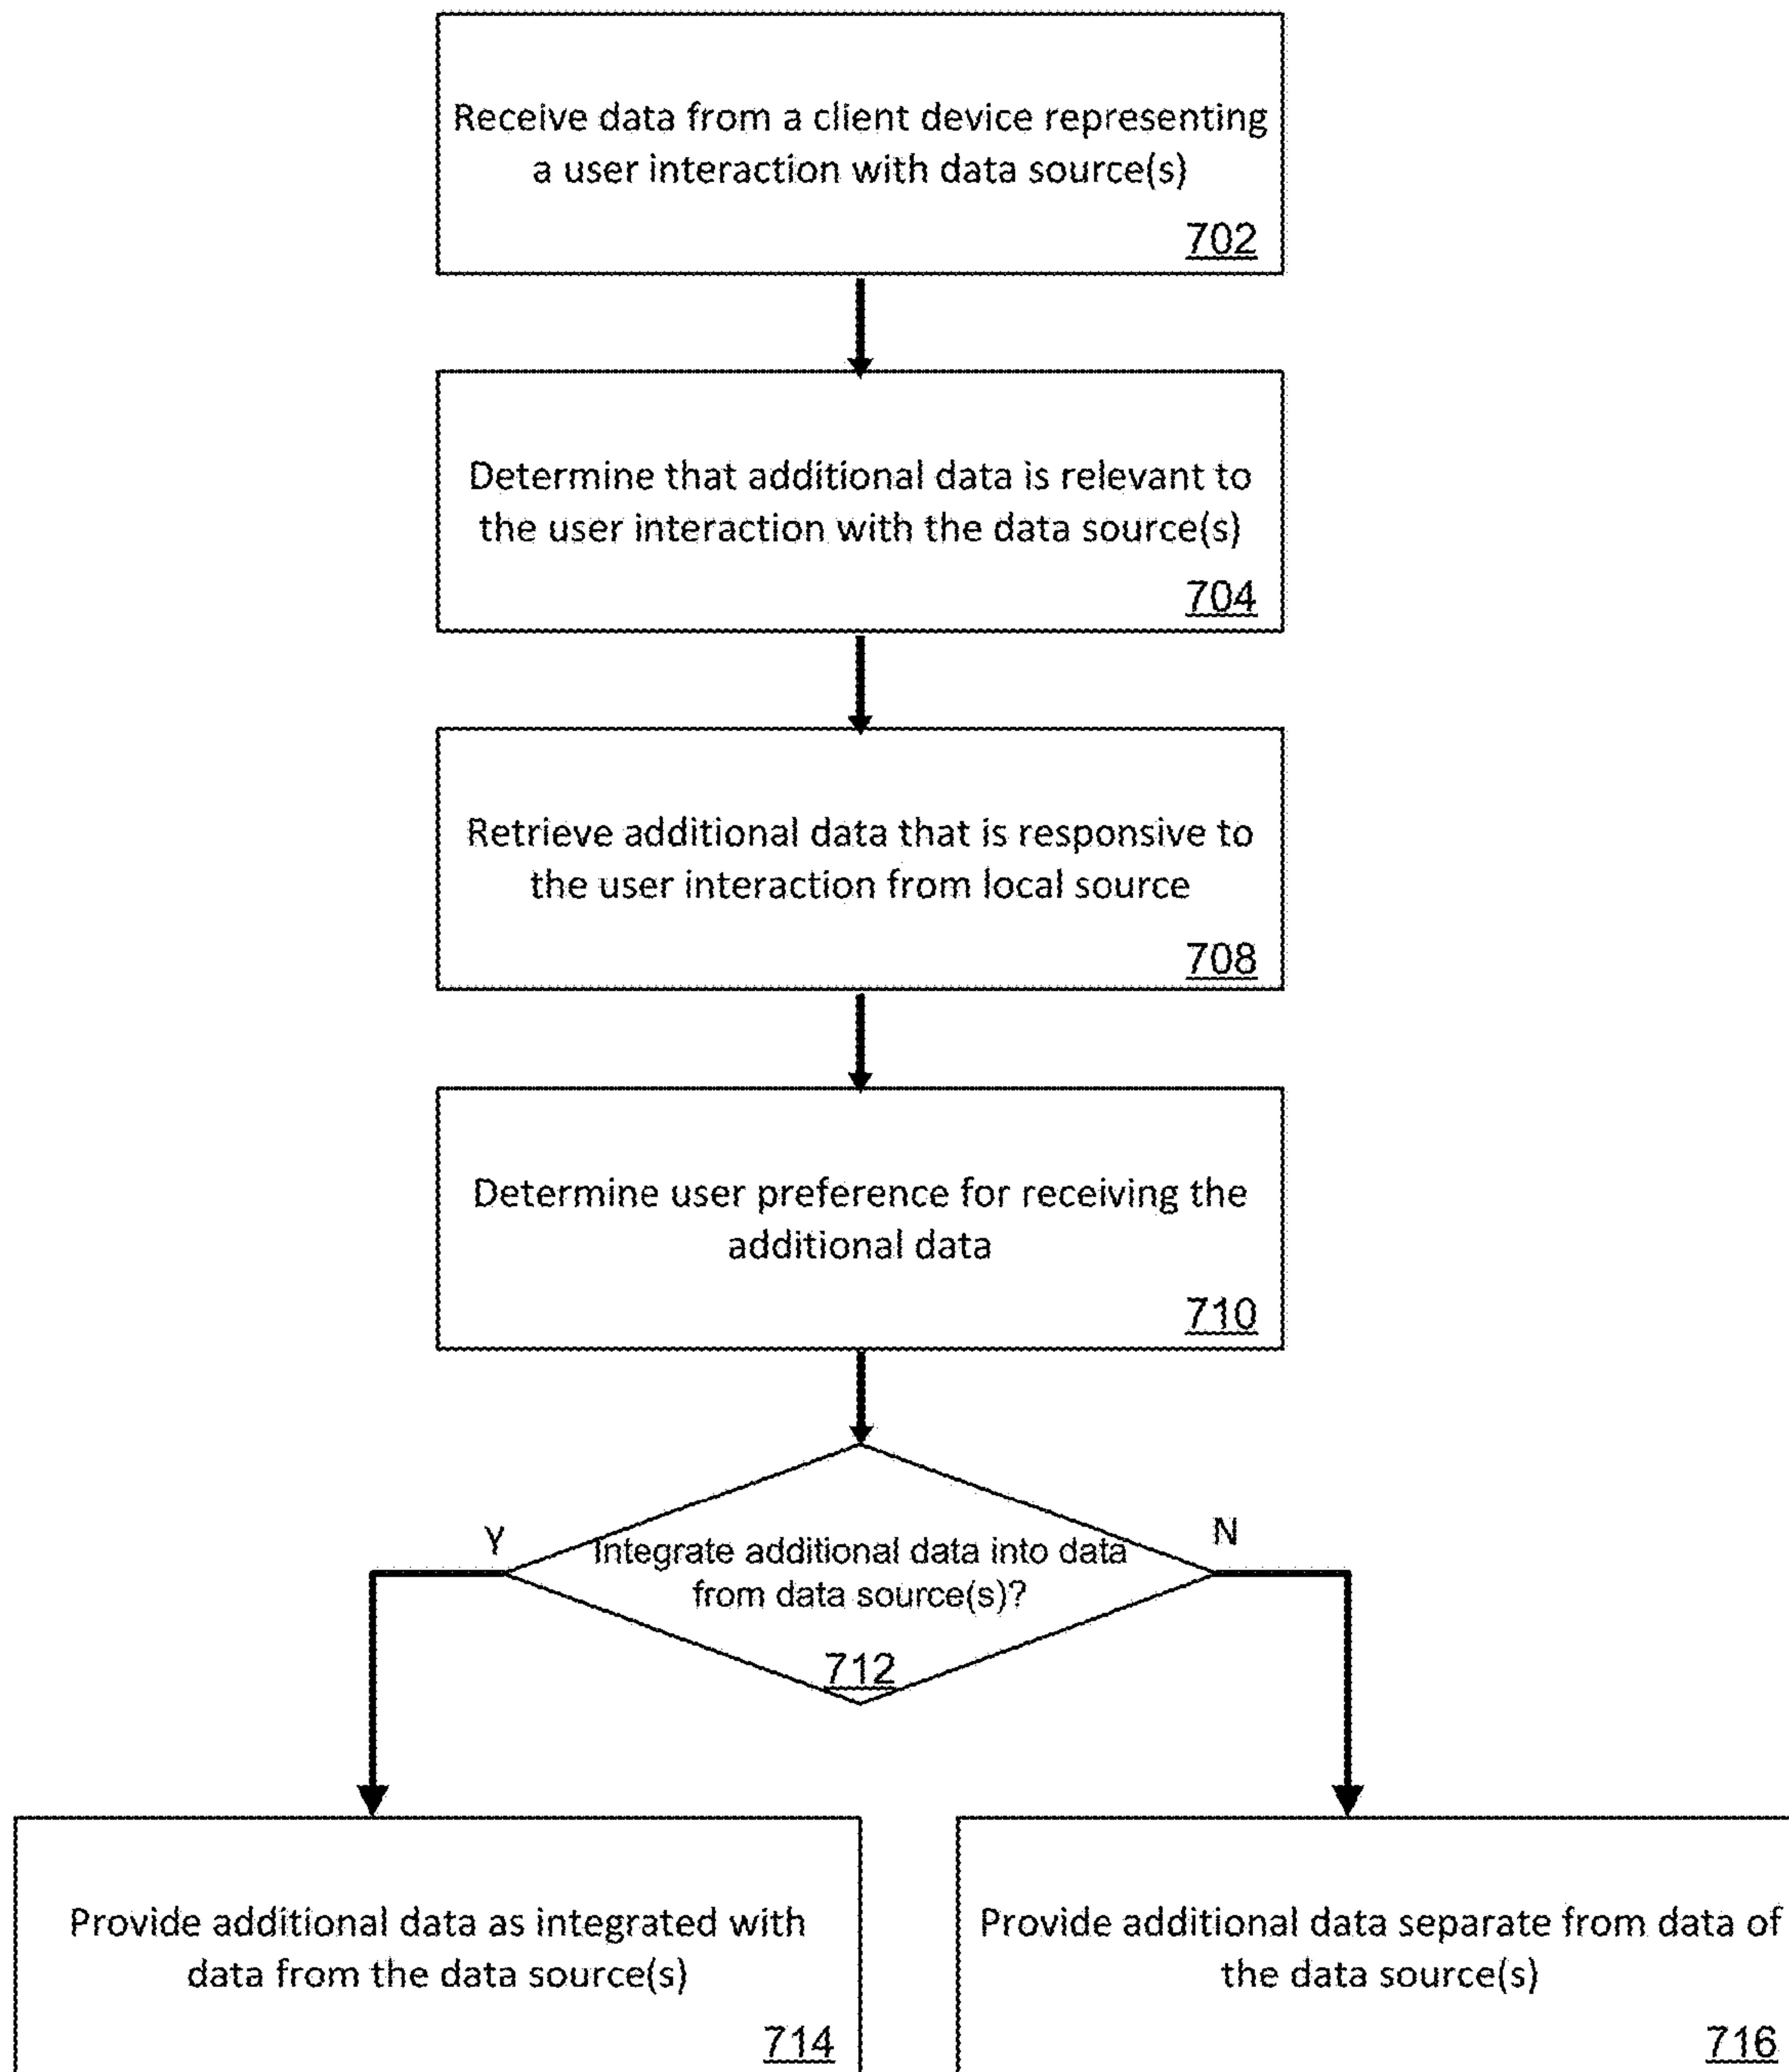 Receive data from a client device representing
a user interaction with data source(s)
702
Determine that additional data is relevant to
the user interaction with the data source(s)
704
Retrieve additional data that is responsive to
the user interaction from local source
708
Determine user preference for receiving the
additional data
710
Y
N
Integrate additional data into data
from data source(s)?
712
Provide additional data as integrated with
data from the data source(s)
714
Provide additional data separate from data of
the data source(s)
716